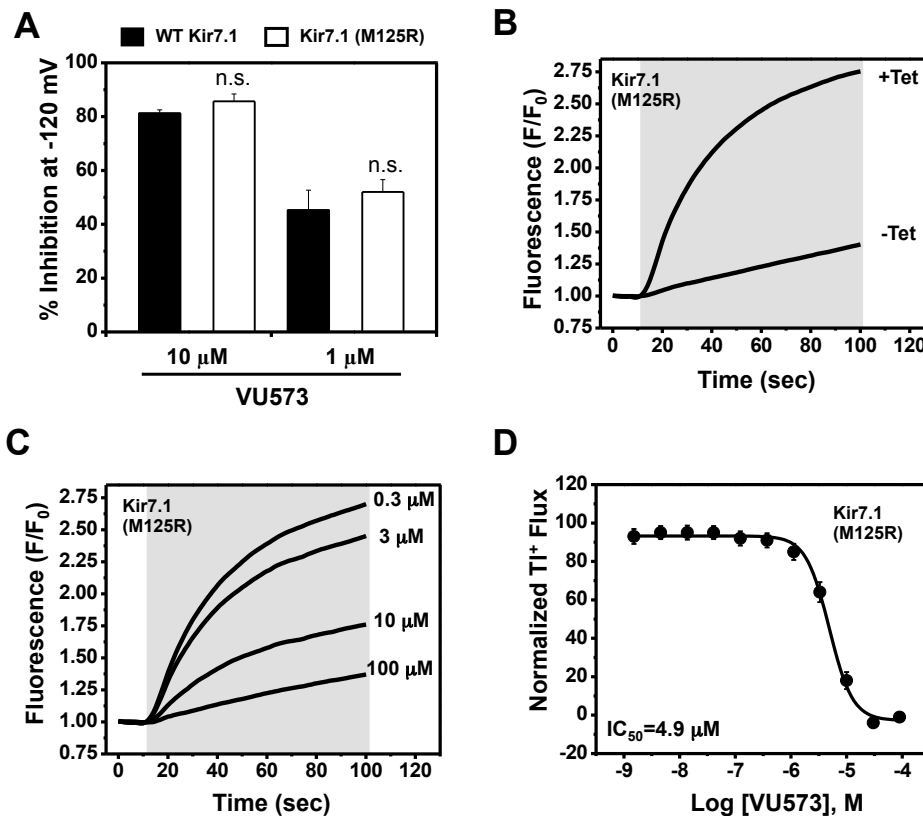 A
WT Kir7.1
Kir7.1 (M125R)
% Inhibition at -120 mV
100
80
60
40
20
0
n.s.
n.s.
10 μM
1 μM
VU573
B
Fluorescence (F/F0)
2.75
2.50
2.25
2.00
1.75
1.50
1.25
1.00
0.75
Kir7.1
(M125R)
+Tet
-Tet
0 20 40 60 80 100 120
Time (sec)
C
Fluorescence (F/F0)
2.75
2.50
2.25
2.00
1.75
1.50
1.25
1.00
0.75
Kir7.1
(M125R)
0.3 μM
3 μM
10 μM
100 μM
0 20 40 60 80 100 120
Time (sec)
D
Normalized Tl+ Flux
120
100
80
60
40
20
0
-20
Kir7.1
(M125R)
IC50=4.9 μM
-9 -8 -7 -6 -5 -4
Log [VU573], M